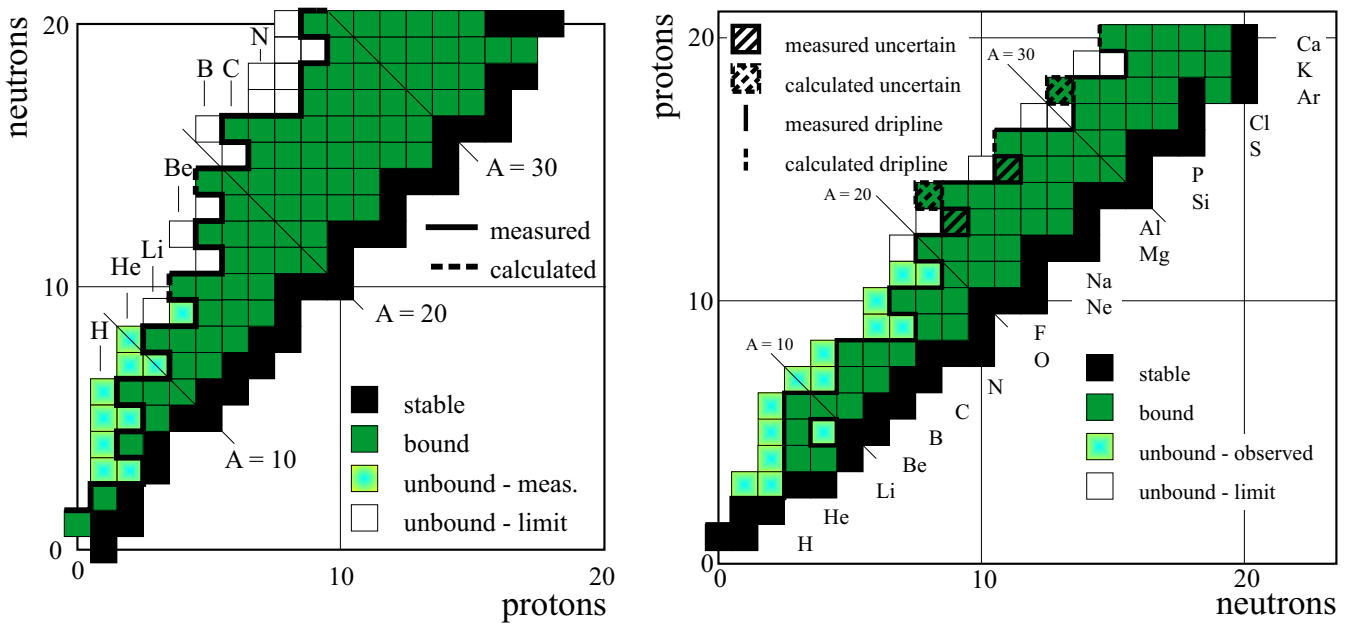 neutrons
20
N
B C
Be
A = 30
measured
calculated
Li
He
10
A = 20
H
stable
bound
A = 10
unbound - meas.
unbound - limit
0
0
10
20
protons
protons
20
measured uncertain
calculated uncertain
measured dripline
calculated dripline
A = 30
Ca
K
Ar
Cl
S
P
Si
A = 20
Al
Mg
Na
Ne
10
F
O
A = 10
stable
N
bound
C
B
unbound - observed
Be
unbound - limit
Li
He
H
0
0
10
20
neutrons